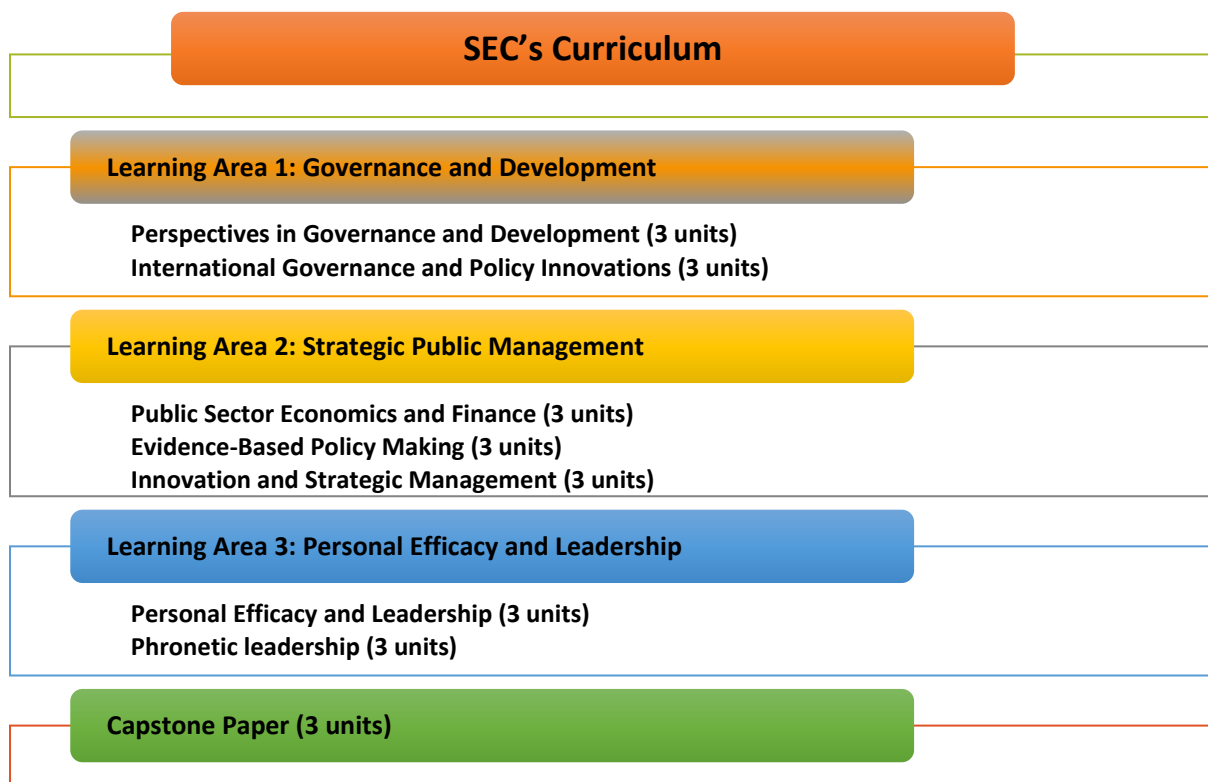 SEC’s Curriculum
Learning Area 1: Governance and Development
Perspectives in Governance and Development (3 units)
International Governance and Policy Innovations (3 units)
Learning Area 2: Strategic Public Management
Public Sector Economics and Finance (3 units)
Evidence-Based Policy Making (3 units)
Innovation and Strategic Management (3 units)
Learning Area 3: Personal Efficacy and Leadership
Personal Efficacy and Leadership (3 units)
Phronetic leadership (3 units)
Capstone Paper (3 units)